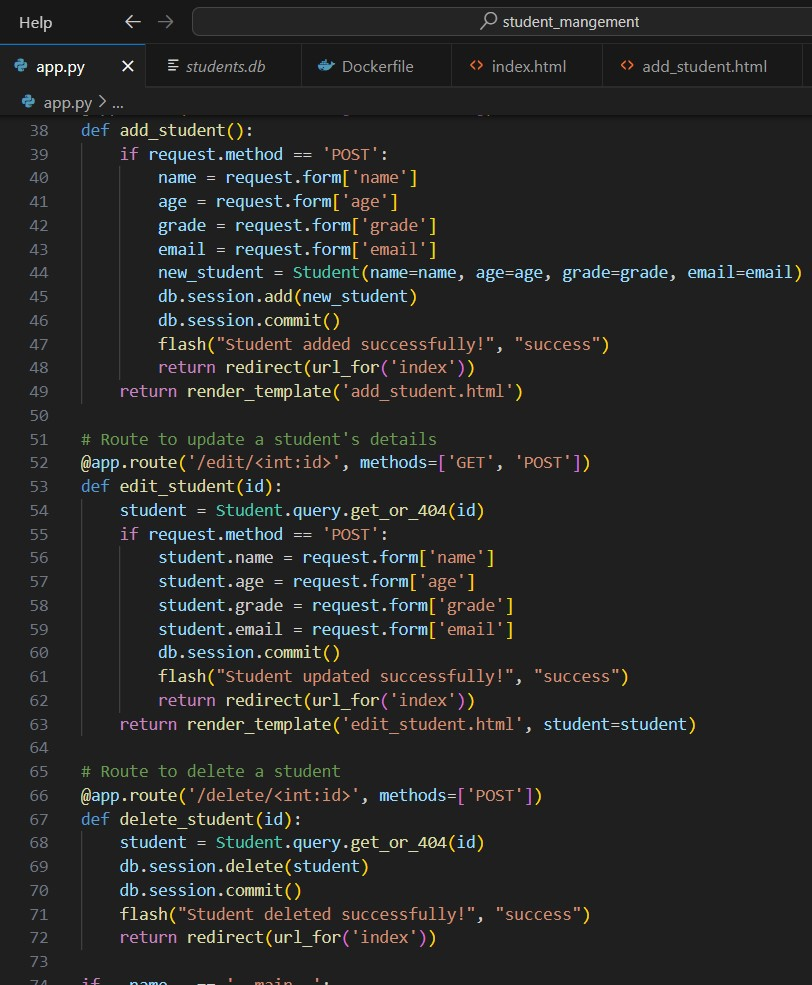 Help ← → student_mangement
app.py × students.db Dockerfile index.html add_student.html
app.py > ...
38 def add_student():
39     if request.method == 'POST':
40         name = request.form['name']
41         age = request.form['age']
42         grade = request.form['grade']
43         email = request.form['email']
44         new_student = Student(name=name, age=age, grade=grade, email=email)
45         db.session.add(new_student)
46         db.session.commit()
47         flash("Student added successfully!", "success")
48         return redirect(url_for('index'))
49     return render_template('add_student.html')
50
51 # Route to update a student's details
52 @app.route('/edit/<int:id>', methods=['GET', 'POST'])
53 def edit_student(id):
54     student = Student.query.get_or_404(id)
55     if request.method == 'POST':
56         student.name = request.form['name']
57         student.age = request.form['age']
58         student.grade = request.form['grade']
59         student.email = request.form['email']
60         db.session.commit()
61         flash("Student updated successfully!", "success")
62         return redirect(url_for('index'))
63     return render_template('edit_student.html', student=student)
64
65 # Route to delete a student
66 @app.route('/delete/<int:id>', methods=['POST'])
67 def delete_student(id):
68     student = Student.query.get_or_404(id)
69     db.session.delete(student)
70     db.session.commit()
71     flash("Student deleted successfully!", "success")
72     return redirect(url_for('index'))
73
74 if __name__ == '__main__':